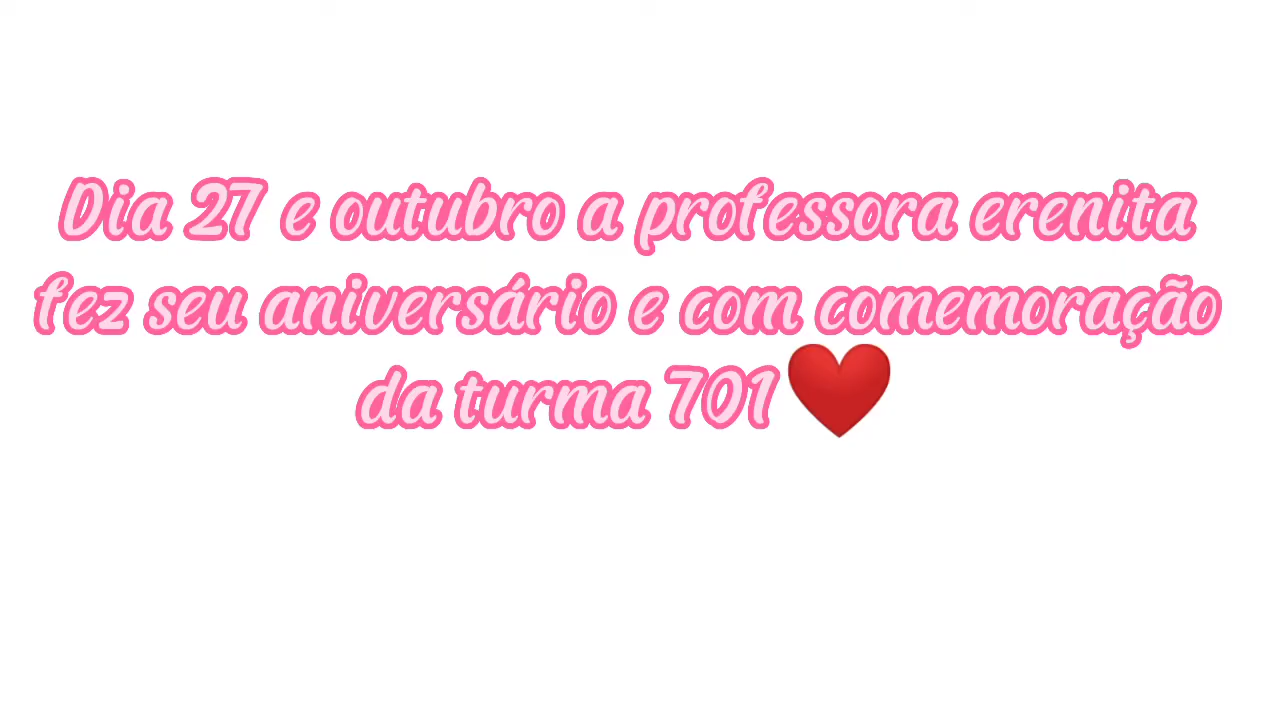 Dia 27 e outubro a professora erenita
fez seu aniversário e com comemoração
da turma 701 ❤️